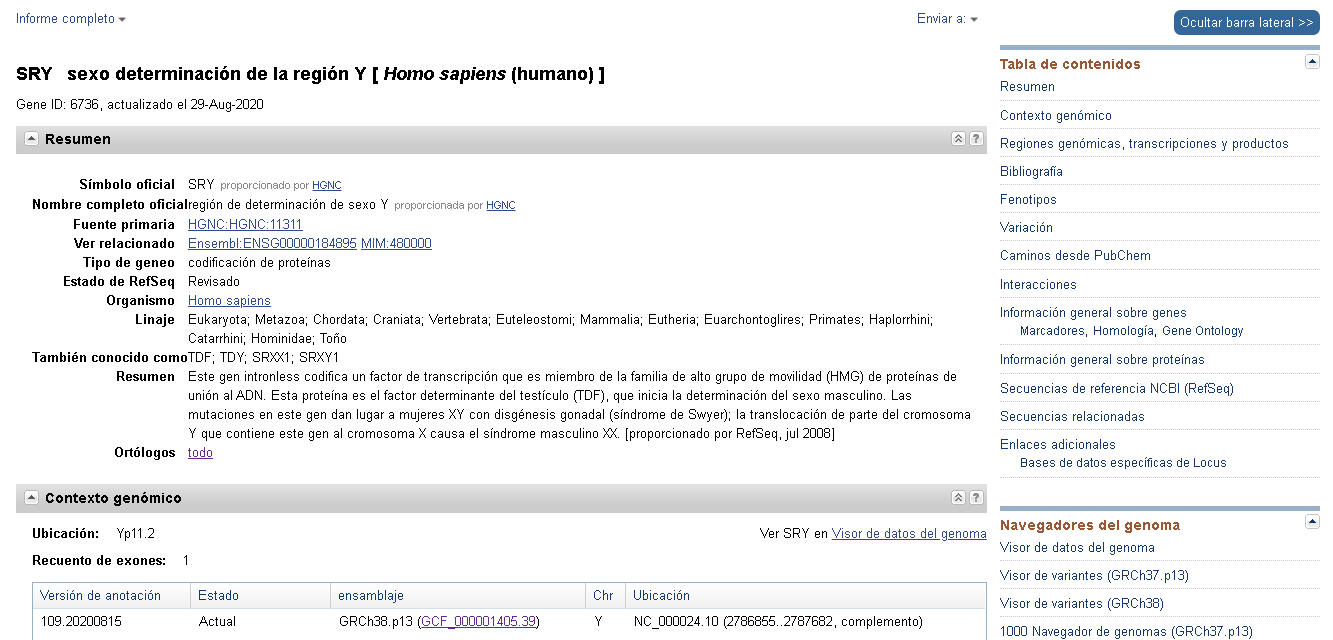 Informe completo
Enviar a:
Ocultar barra lateral >>
SRY sexo determinación de la región Y [ Homo sapiens (humano) ]
Gene ID: 6736, actualizado el 29-Aug-2020
Resumen
?
Símbolo oficial SRY proporcionado por HGNC
Nombre completo oficial región de determinación de sexo Y proporcionada por HGNC
Fuente primaria HGNC:HGNC:11311
Ver relacionado Ensembl:ENSG00000184895 MIM:480000
Tipo de geneo codificación de proteínas
Estado de RefSeq Revisado
Organismo Homo sapiens
Linaje Eukaryota; Metazoa; Chordata; Craniata; Vertebrata; Euteleostomi; Mammalia; Eutheria; Euarchontoglires; Primates; Haplorrhini;
Catarrhini; Hominidae; Toño
También conocido como TDF; TDY; SRXX1; SRXY1
Resumen Este gen intronless codifica un factor de transcripción que es miembro de la familia de alto grupo de movilidad (HMG) de proteínas de
unión al ADN. Esta proteína es el factor determinante del testículo (TDF), que inicia la determinación del sexo masculino. Las
mutaciones en este gen dan lugar a mujeres XY con disgénesis gonadal (síndrome de Swyer); la translocación de parte del cromosoma
Y que contiene este gen al cromosoma X causa el síndrome masculino XX. [proporcionado por RefSeq, jul 2008]
Ortólogos todo
Contexto genómico
?
Ubicación: Yp11.2
Ver SRY en Visor de datos del genoma
Recuento de exones: 1
Versión de anotación Estado ensamblaje Chr Ubicación
109.20200815 Actual GRCh38.p13 (GCF_000001405.39) Y NC_000024.10 (2786855..2787682, complemento)
Tabla de contenidos
Resumen
Contexto genómico
Regiones genómicas, transcripciones y productos
Bibliografía
Fenotipos
Variación
Caminos desde PubChem
Interacciones
Información general sobre genes
Marcadores, Homología, Gene Ontology
Información general sobre proteínas
Secuencias de referencia NCBI (RefSeq)
Secuencias relacionadas
Enlaces adicionales
Bases de datos específicas de Locus
Navegadores del genoma
Visor de datos del genoma
Visor de variantes (GRCh37.p13)
Visor de variantes (GRCh38)
1000 Navegador de genomas (GRCh37.p13)